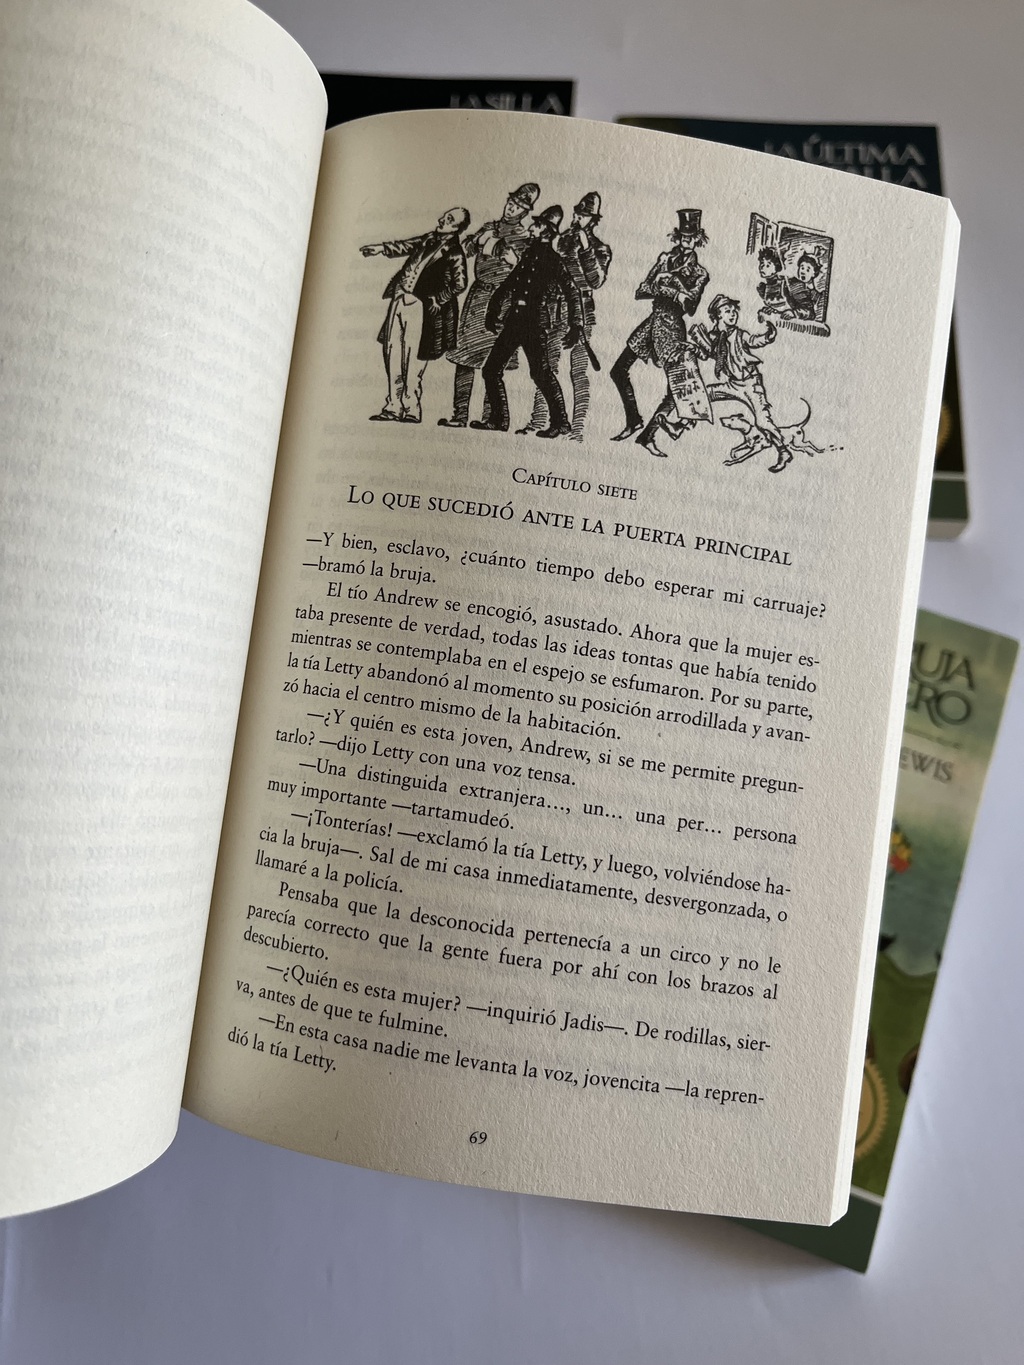 LA SILLA
LA ÚLTIMA
CAPÍTULO SIETE
LO QUE SUCEDIÓ ANTE LA PUERTA PRINCIPAL
—Y bien, esclavo, ¿cuánto tiempo debo esperar mi carruaje?
—bramó la bruja.
El tío Andrew se encogió, asustado. Ahora que la mujer es-
taba presente de verdad, todas las ideas tontas que había tenido
mientras se contemplaba en el espejo se esfumaron. Por su parte,
la tía Letty abandonó al momento su posición arrodillada y avan-
zó hacia el centro mismo de la habitación.
—¿Y quién es esta joven, Andrew, si se me permite pregun-
tarlo? —dijo Letty con una voz tensa.
—Una distinguida extranjera..., un... una per... persona
muy importante —tartamudeó.
—¡Tonterías! —exclamó la tía Letty, y luego, volviéndose ha-
cia la bruja—. Sal de mi casa inmediatamente, desvergonzada, o
llamaré a la policía.
Pensaba que la desconocida pertenecía a un circo y no le
parecía correcto que la gente fuera por ahí con los brazos al
descubierto.
—¿Quién es esta mujer? —inquirió Jadis—. De rodillas, sier-
va, antes de que te fulmine.
—En esta casa nadie me levanta la voz, jovencita —la repren-
dió la tía Letty.
69
RUJA
ERO
EWIS